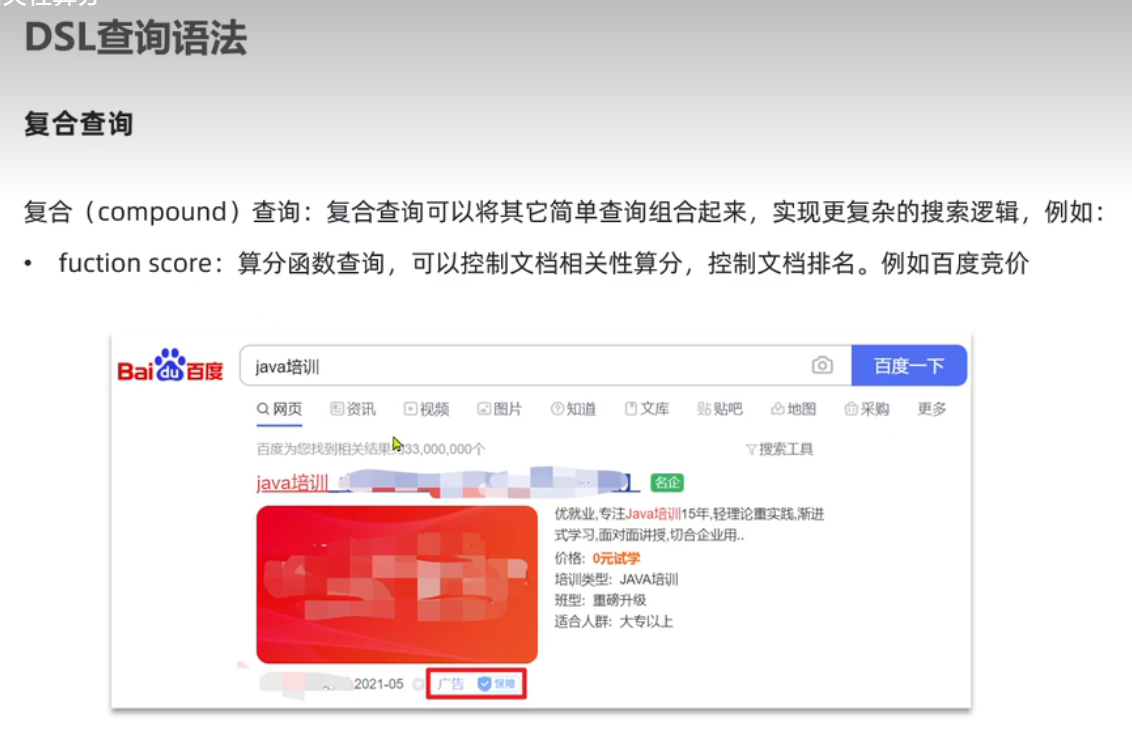 DSL查询语法
复合查询
复合（compound）查询：复合查询可以将其它简单查询组合起来，实现更复杂的搜索逻辑，例如：
• fuction score：算分函数查询，可以控制文档相关性算分，控制文档排名。例如百度竞价
Bai du 百度 java培训 百度一下
网页 资讯 视频 图片 知道 文库 贴贴吧 地图 采购 更多
百度为您找到相关结果 33,000,000个 搜索工具
java培训 名企
优就业,专注Java培训15年,轻理论重实践,渐进
式学习,面对面讲授,切合企业用..
价格: 0元试学
培训类型: JAVA培训
班型: 重磅升级
适合人群: 大专以上
2021-05 广告 保障